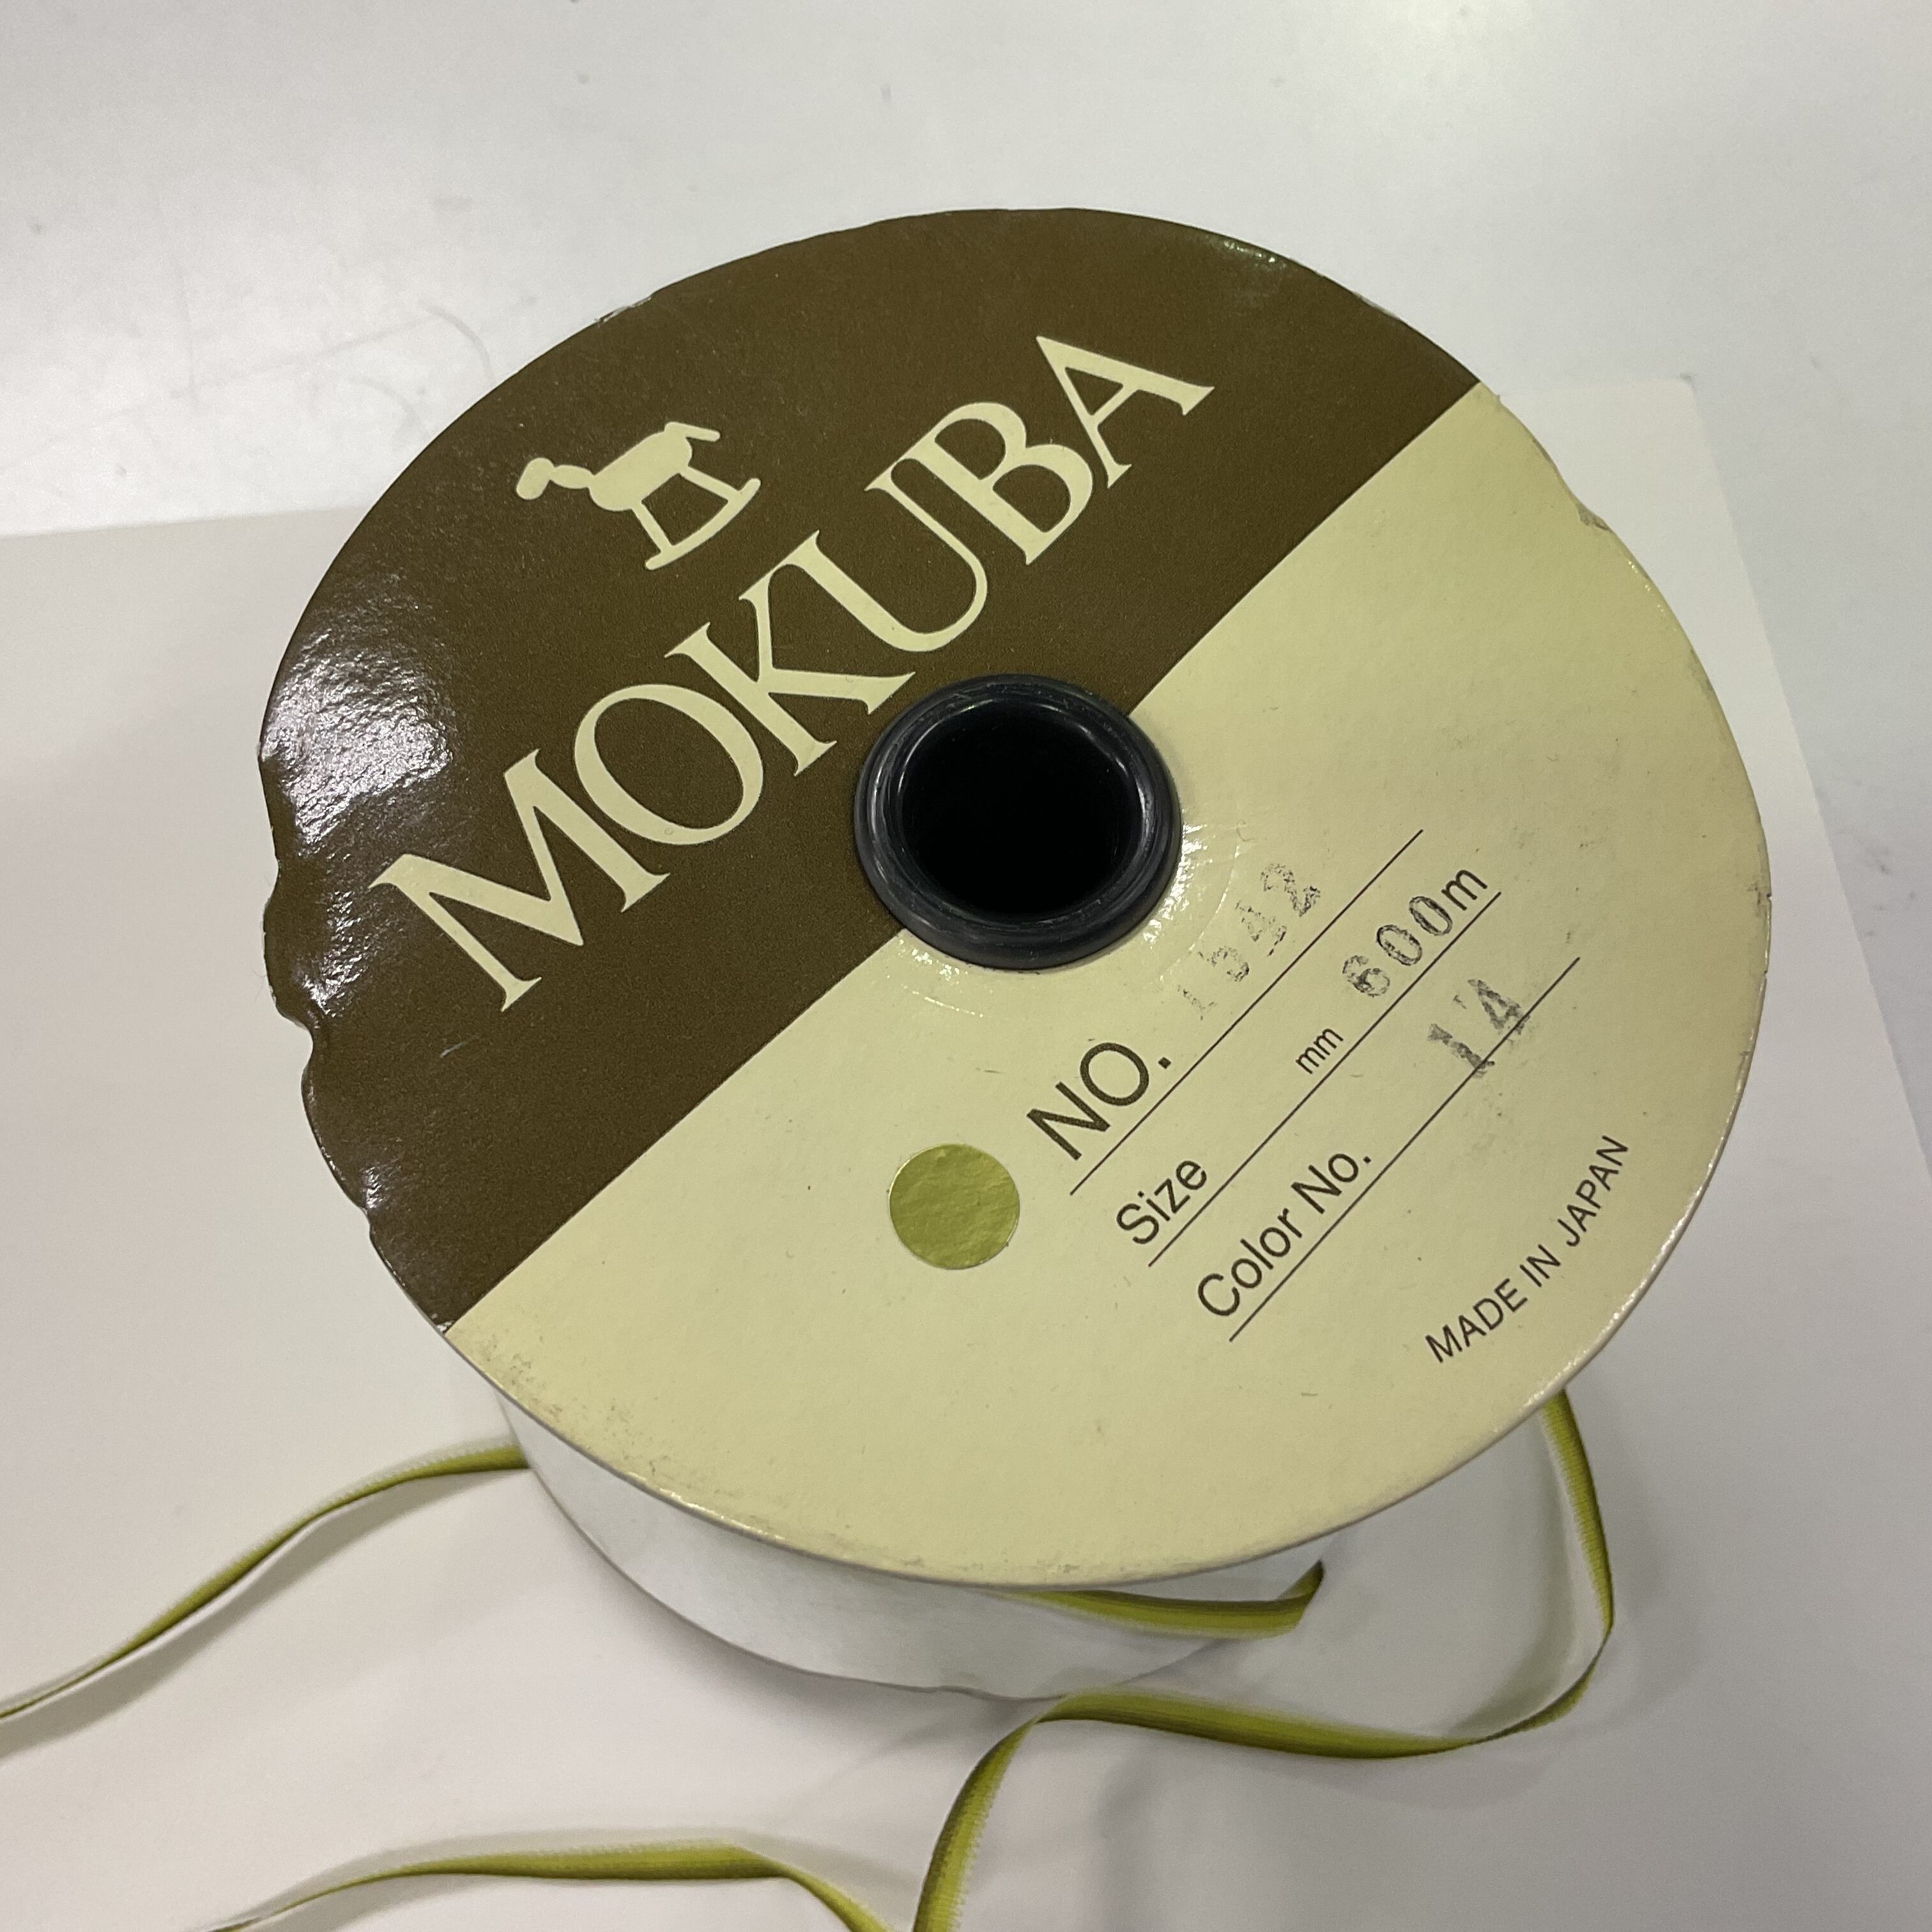 MOKUBA
NO. 1542
Size mm 600m
Color No. 14
MADE IN JAPAN